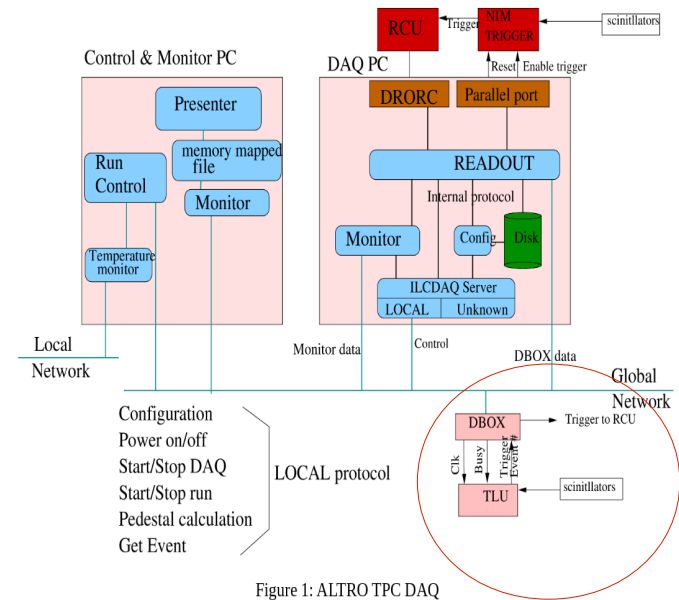 RCU
Trigger
NIM
TRIGGER
scinitllators
Control & Monitor PC
DAQ PC
Reset
Enable trigger
Presenter
DRORC
Parallel port
memory mapped
file
Run
Control
READOUT
Monitor
Internal protocol
Monitor
Config
Disk
Temperature
monitor
ILCDAQ Server
LOCAL
Unknown
Local
Network
Monitor data
Control
DBOX data
Global
Network
Configuration
Power on/off
Start/Stop DAQ
Start/Stop run
Pedestal calculation
Get Event
LOCAL protocol
DBOX
Trigger to RCU
Clk
Busy
Trigger
Event #
TLU
scinitllators
Figure 1: ALTRO TPC DAQ